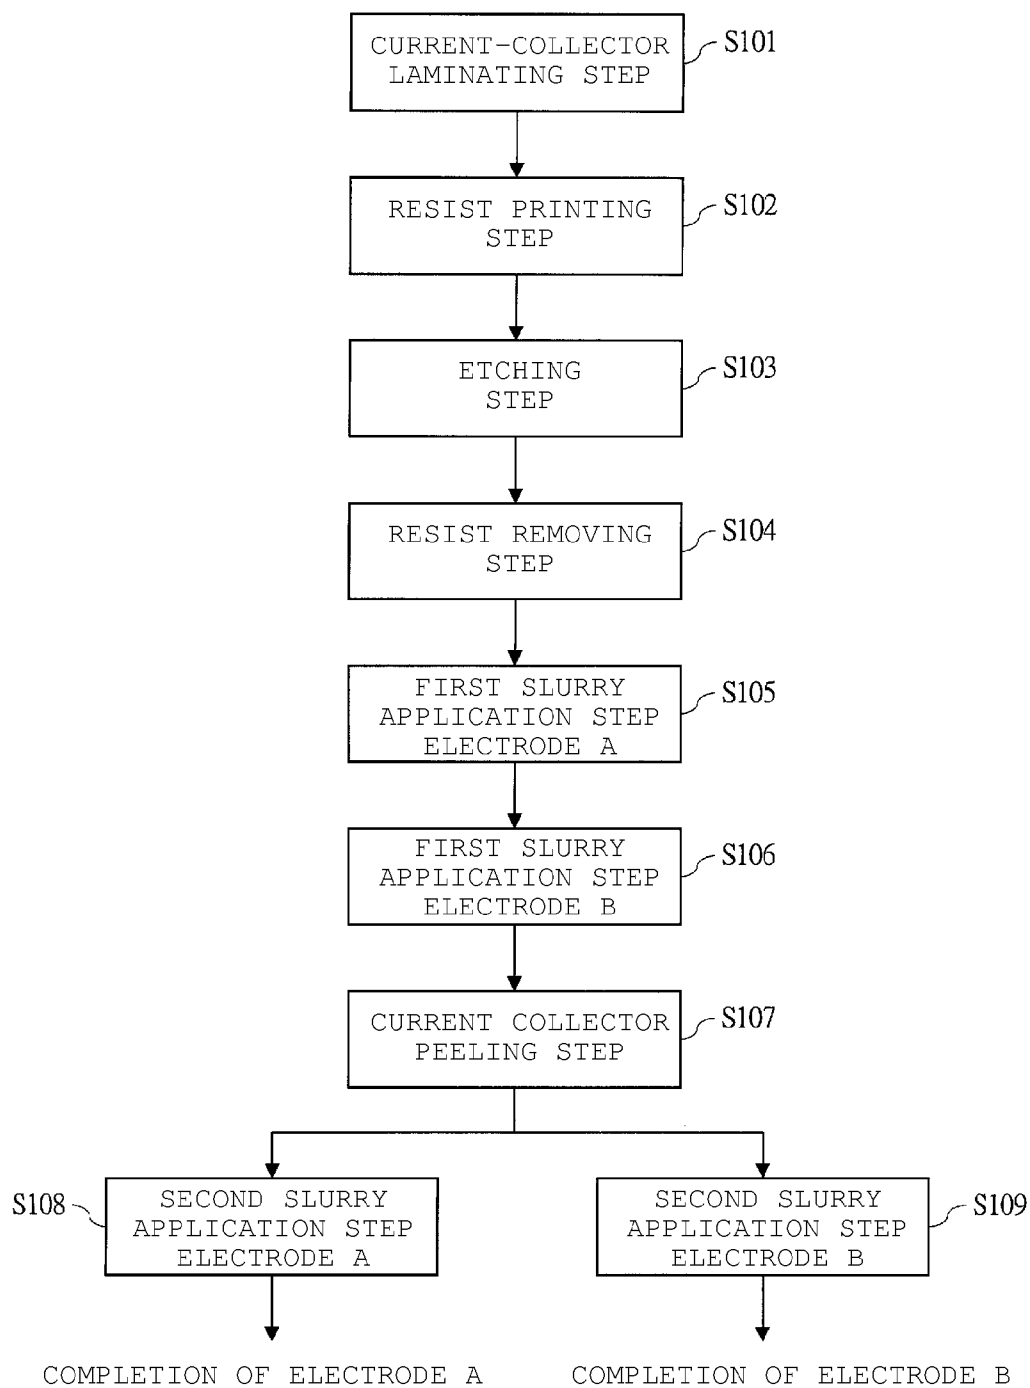 CURRENT-COLLECTOR
LAMINATING STEP
S101
RESIST PRINTING
STEP
S102
ETCHING
STEP
S103
RESIST REMOVING
STEP
S104
FIRST SLURRY
APPLICATION STEP
ELECTRODE A
S105
FIRST SLURRY
APPLICATION STEP
ELECTRODE B
S106
CURRENT COLLECTOR
PEELING STEP
S107
S108
SECOND SLURRY
APPLICATION STEP
ELECTRODE A
SECOND SLURRY
APPLICATION STEP
ELECTRODE B
S109
COMPLETION OF ELECTRODE A
COMPLETION OF ELECTRODE B